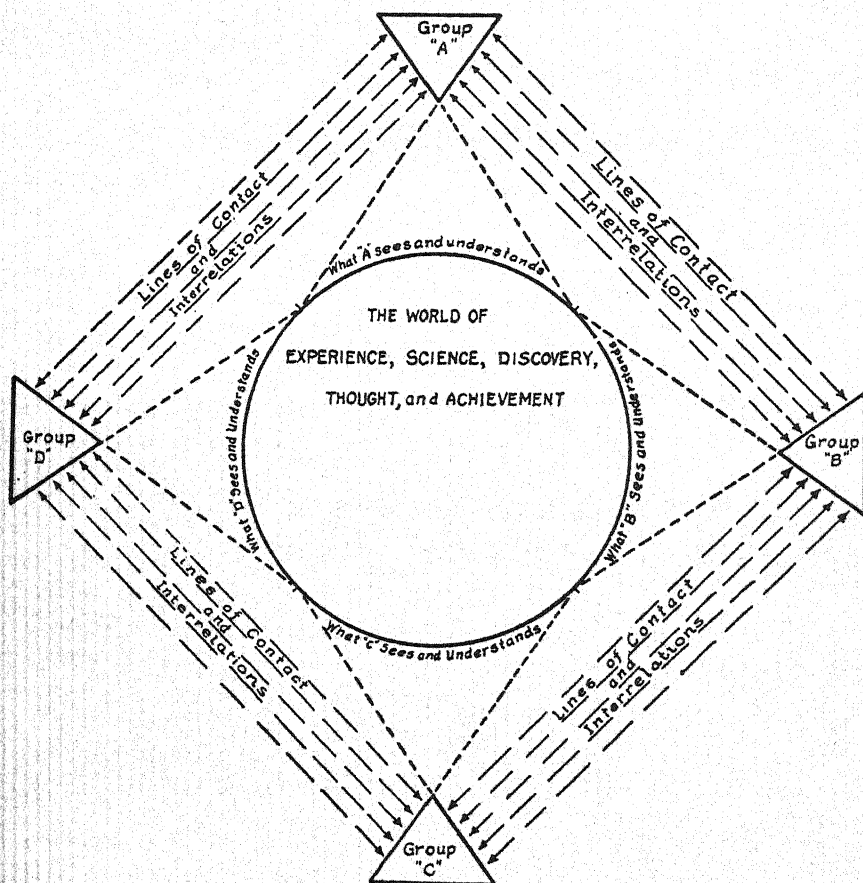 Group
"A"
Lines of Contact
and
Interrelations
Lines of Contact
and
Interrelations
What "A" sees and understands
THE WORLD OF
EXPERIENCE, SCIENCE, DISCOVERY,
THOUGHT, and ACHIEVEMENT
What "D" Sees and Understands
What "B" Sees and Understands
Group
"D"
Group
"B"
What "C" Sees and Understands
Lines of Contact
and
Interrelations
Lines of Contact
and
Interrelations
Group
"C"